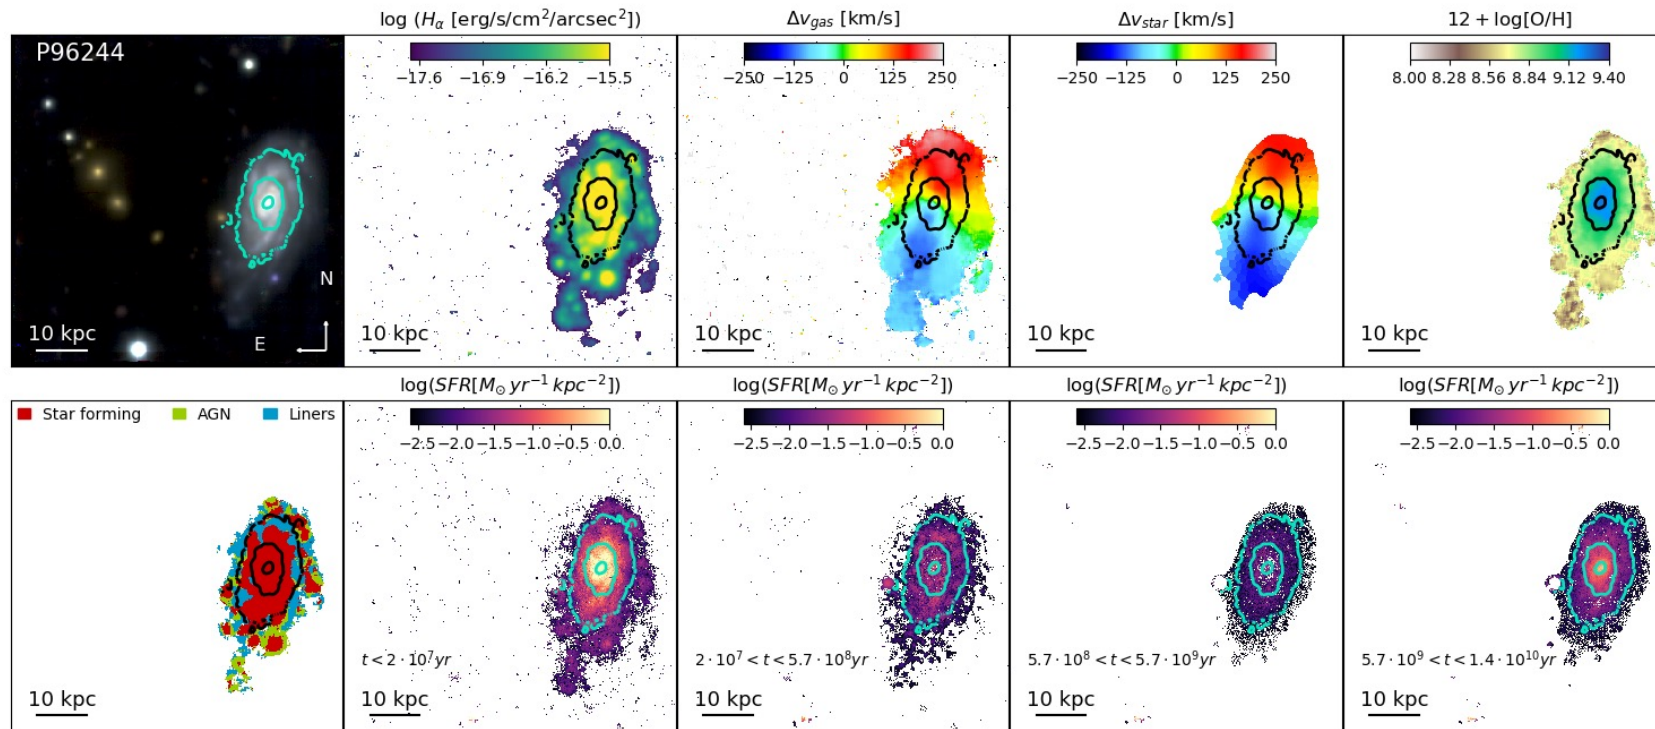 log (Hα [erg/s/cm²/arcsec²])
Δv_gas [km/s]
Δv_star [km/s]
12 + log[O/H]
P96244
−17.6 −16.9 −16.2 −15.5
−250 −125 0 125 250
−250 −125 0 125 250
8.00 8.28 8.56 8.84 9.12 9.40
N
E
10 kpc
10 kpc
10 kpc
10 kpc
10 kpc
log(SFR[M⊙ yr⁻¹ kpc⁻²])
log(SFR[M⊙ yr⁻¹ kpc⁻²])
log(SFR[M⊙ yr⁻¹ kpc⁻²])
log(SFR[M⊙ yr⁻¹ kpc⁻²])
Star forming AGN Liners
−2.5 −2.0 −1.5 −1.0 −0.5 0.0
−2.5 −2.0 −1.5 −1.0 −0.5 0.0
−2.5 −2.0 −1.5 −1.0 −0.5 0.0
−2.5 −2.0 −1.5 −1.0 −0.5 0.0
t < 2 · 10⁷yr
2 · 10⁷ < t < 5.7 · 10⁸yr
5.7 · 10⁸ < t < 5.7 · 10⁹yr
5.7 · 10⁹ < t < 1.4 · 10¹⁰yr
10 kpc
10 kpc
10 kpc
10 kpc
10 kpc